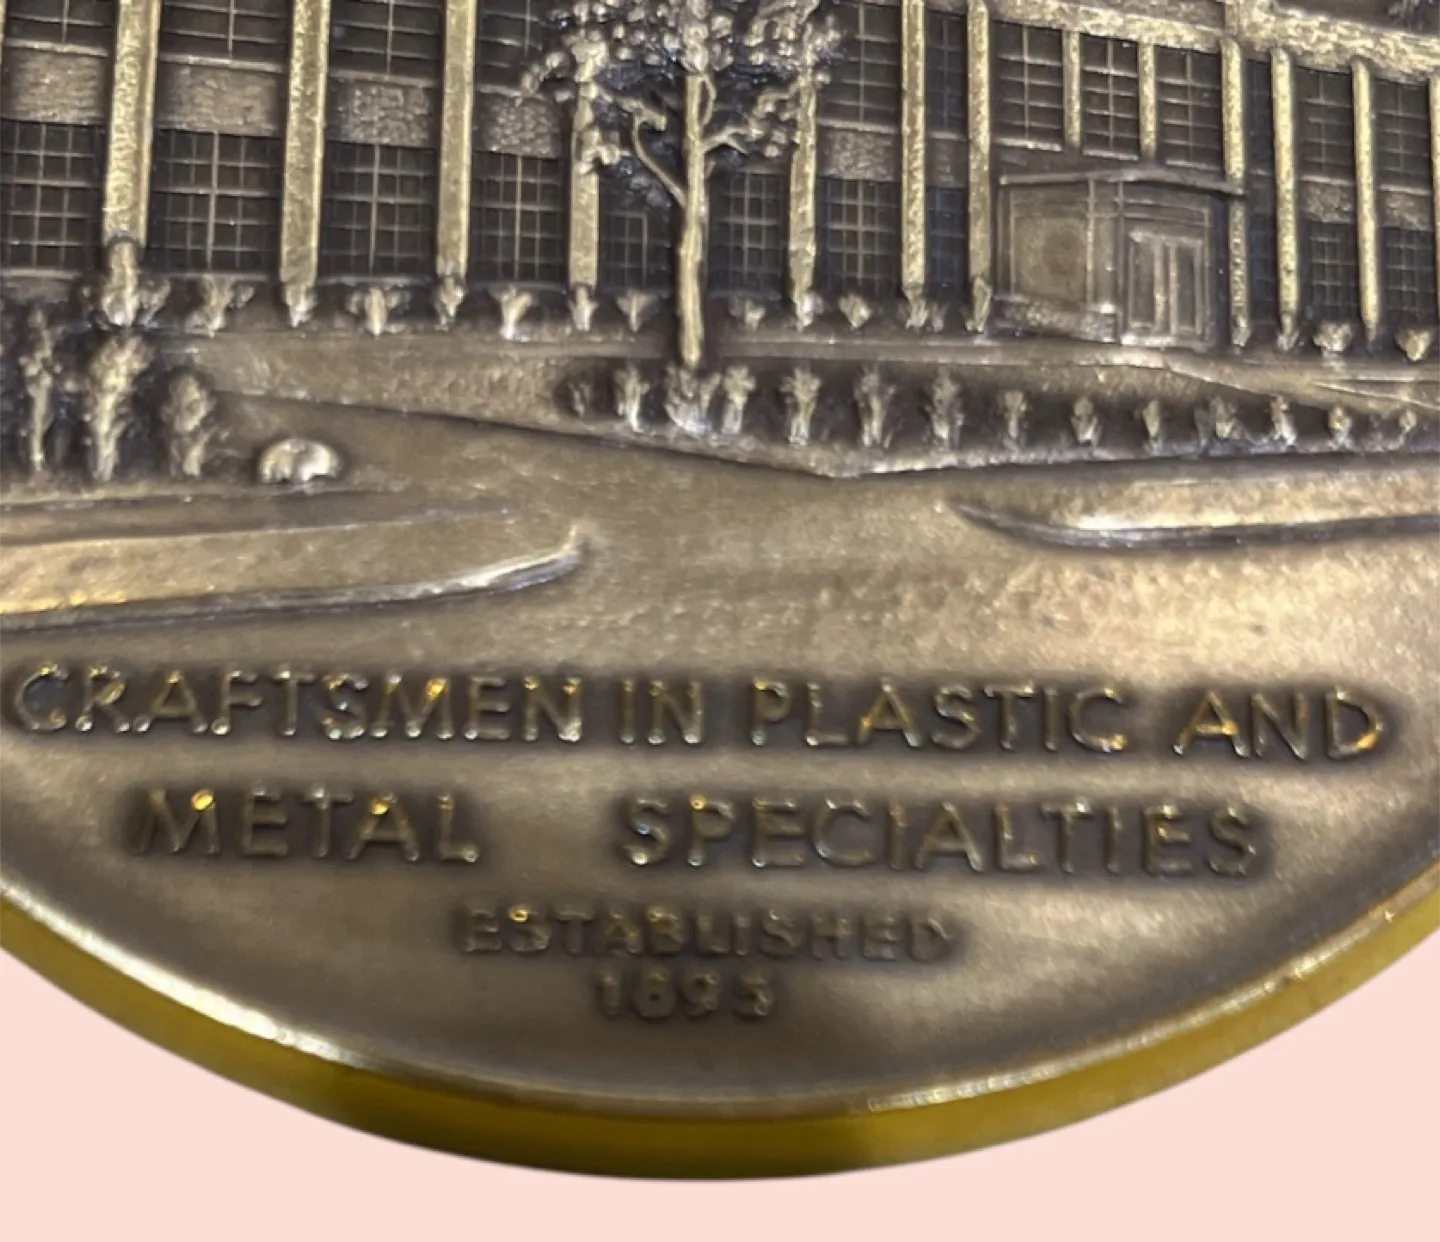 CRAFTSMEN IN PLASTIC AND
METAL SPECIALTIES
ESTABLISHED
1895